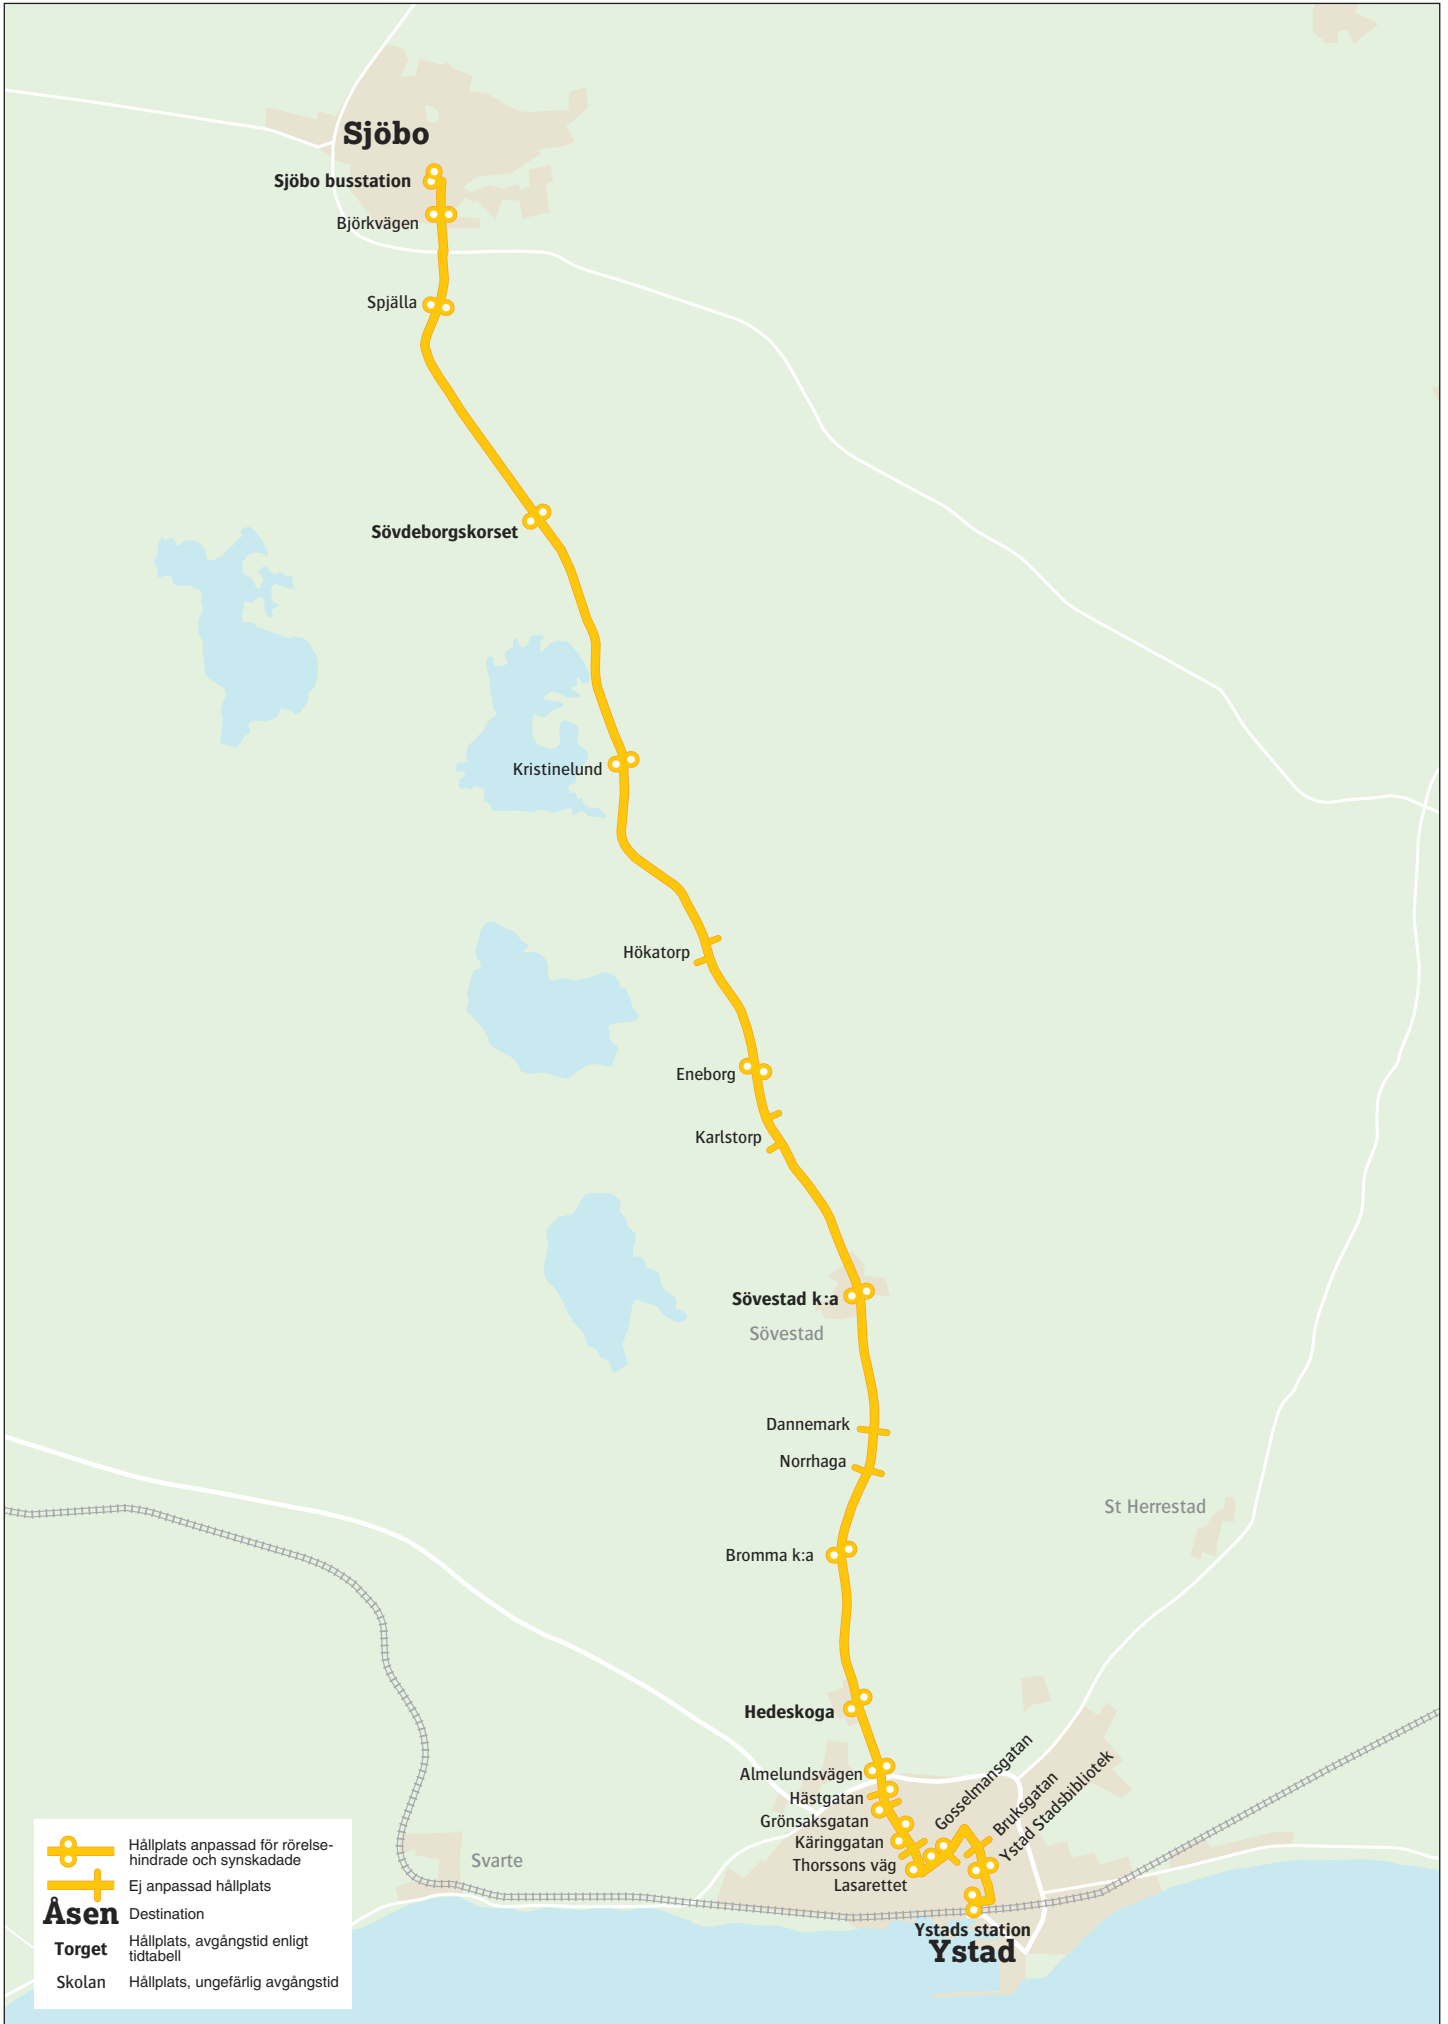 Sjöbo
Sjöbo busstation
Björkvägen
Spjälla
Sövdeborgskorset
Kristinelund
Hökatorp
Eneborg
Karlstorp
Sövestad k:a
Sövestad
Dannemark
Norrhaga
St Herrestad
Bromma k:a
Hedeskoga
Almelundsvägen
Hästgatan
Grönsaksgatan
Käringgatan
Thorssons väg
Lasarettet
Gosselmansgatan
Bruksgatan
Ystad Stadsbibliotek
Svarte
Ystads station
Ystad
Hållplats anpassad för rörelse-
hindrade och synskadade
Ej anpassad hållplats
Åsen Destination
Torget Hållplats, avgångstid enligt
tidtabell
Skolan Hållplats, ungefärlig avgångstid